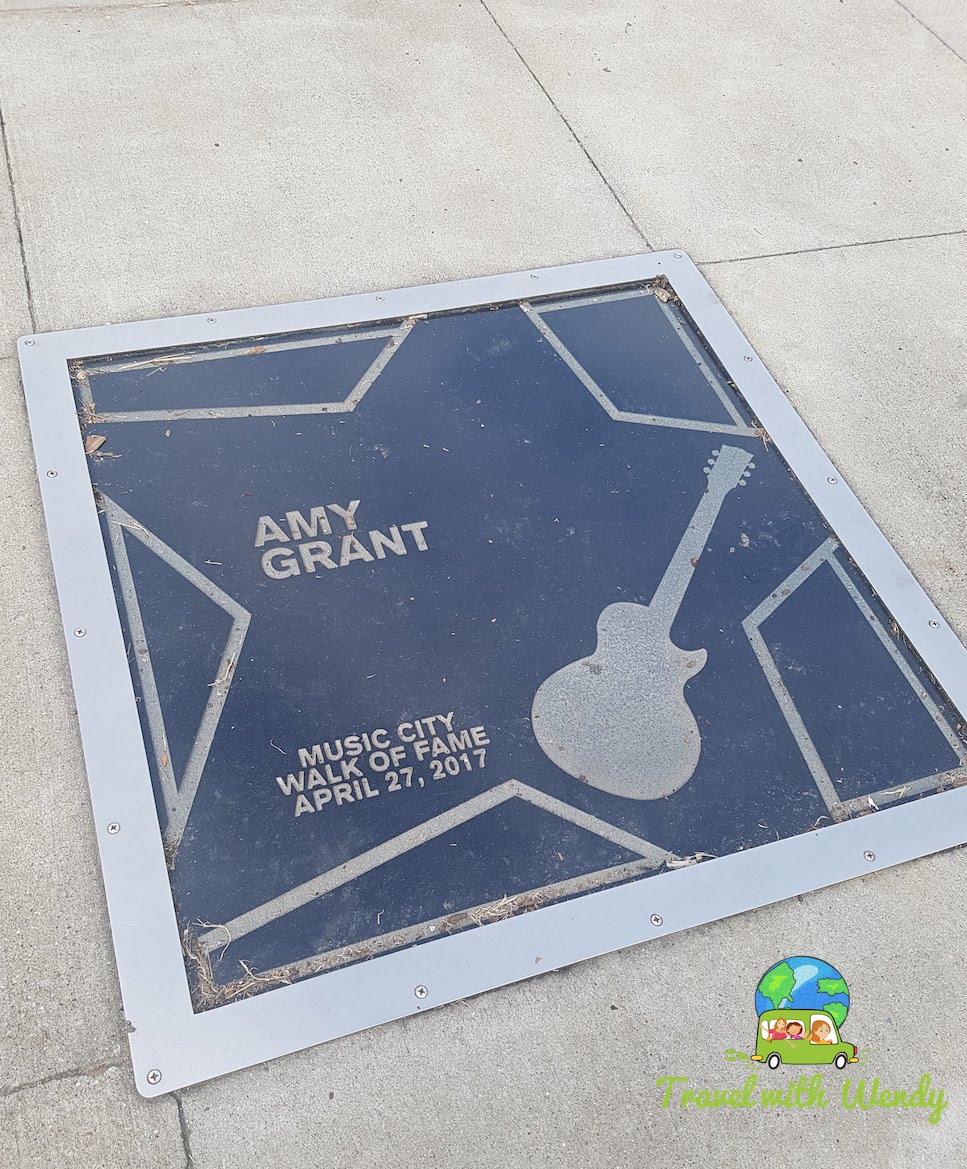 AMY
GRANT
MUSIC CITY
WALK OF FAME
APRIL 27, 2017
Travel with Wendy